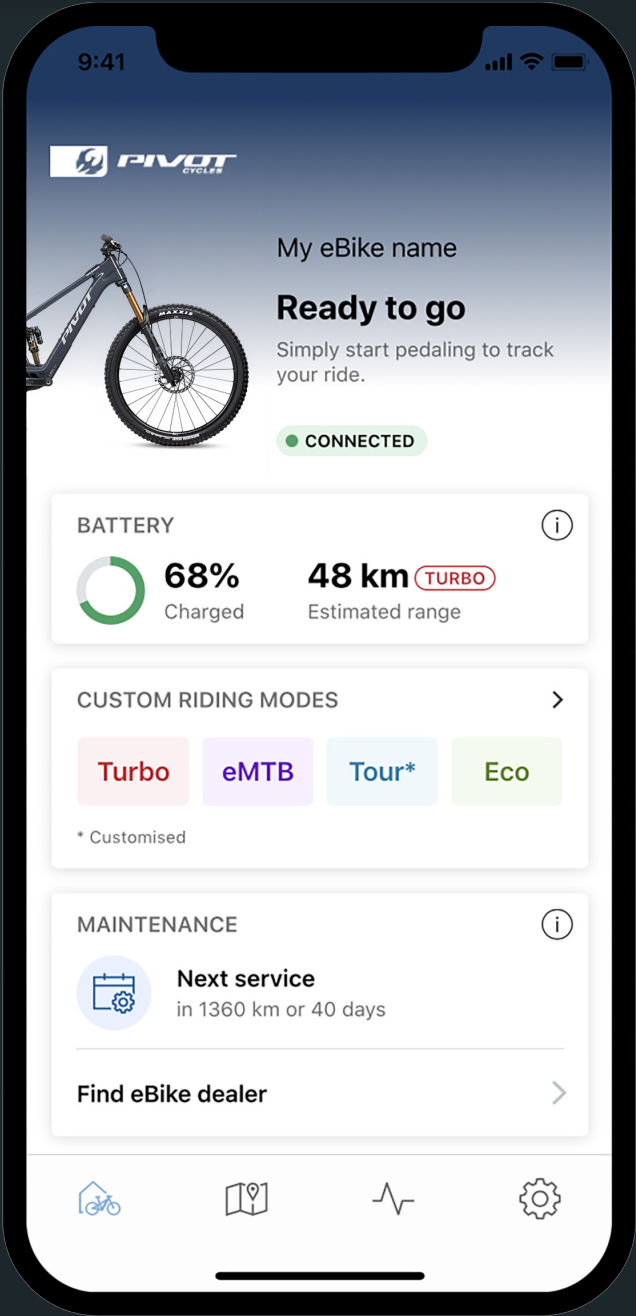 9:41
PIVOT
CYCLES
My eBike name
Ready to go
Simply start pedaling to track
your ride.
CONNECTED
PIVOT
MAXXIS
BATTERY
68%
Charged
48 km TURBO
Estimated range
CUSTOM RIDING MODES
Turbo eMTB Tour* Eco
* Customised
MAINTENANCE
Next service
in 1360 km or 40 days
Find eBike dealer